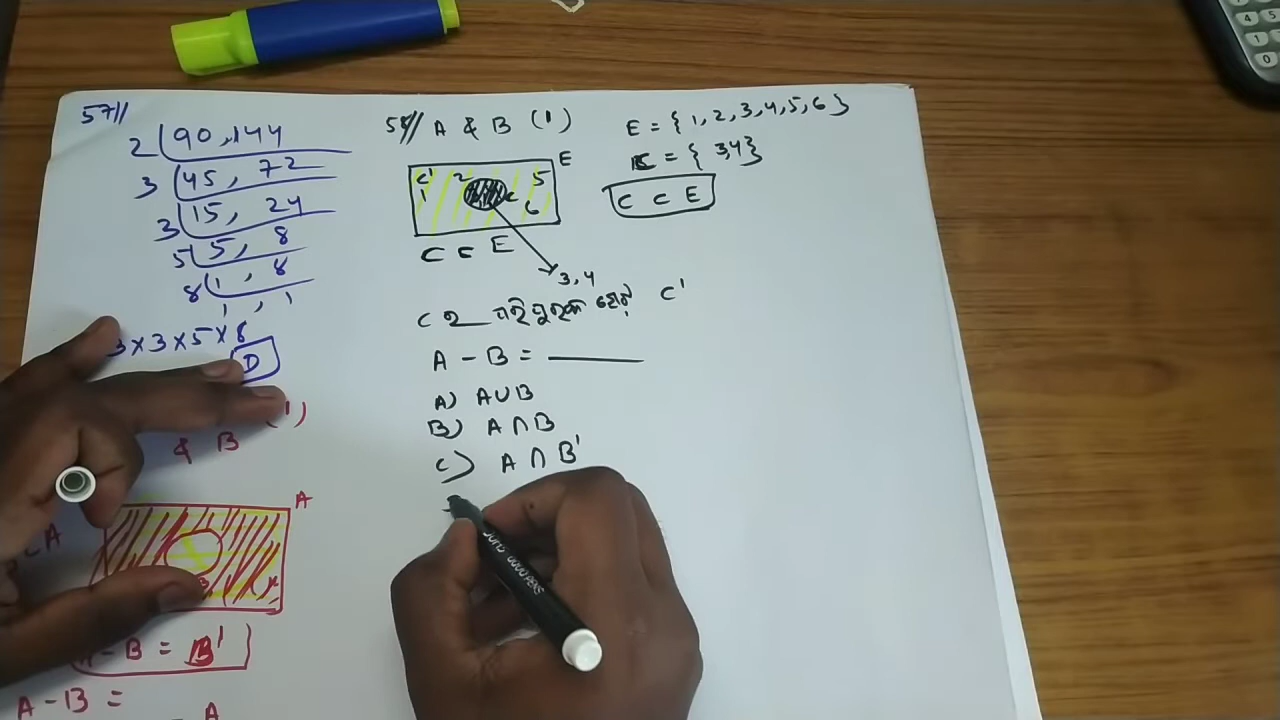 57//
2 | 90, 144
3 | 45, 72
3 | 15, 24
5 | 5, 8
8 | 1, 8
1, 1
3 x 3 x 5 x 8
D
& B (1)
A
CA
- B = B'
A - B =
A
58// A & B (1)
E
C' 2 5
1 C 6
C ⊂ E
3, 4
E = { 1, 2, 3, 4, 5, 6 }
C = { 3,4 }
C ⊂ E
C ର C'
A - B = ______
A) A∪B
B) A ∩ B
C) A ∩ B'